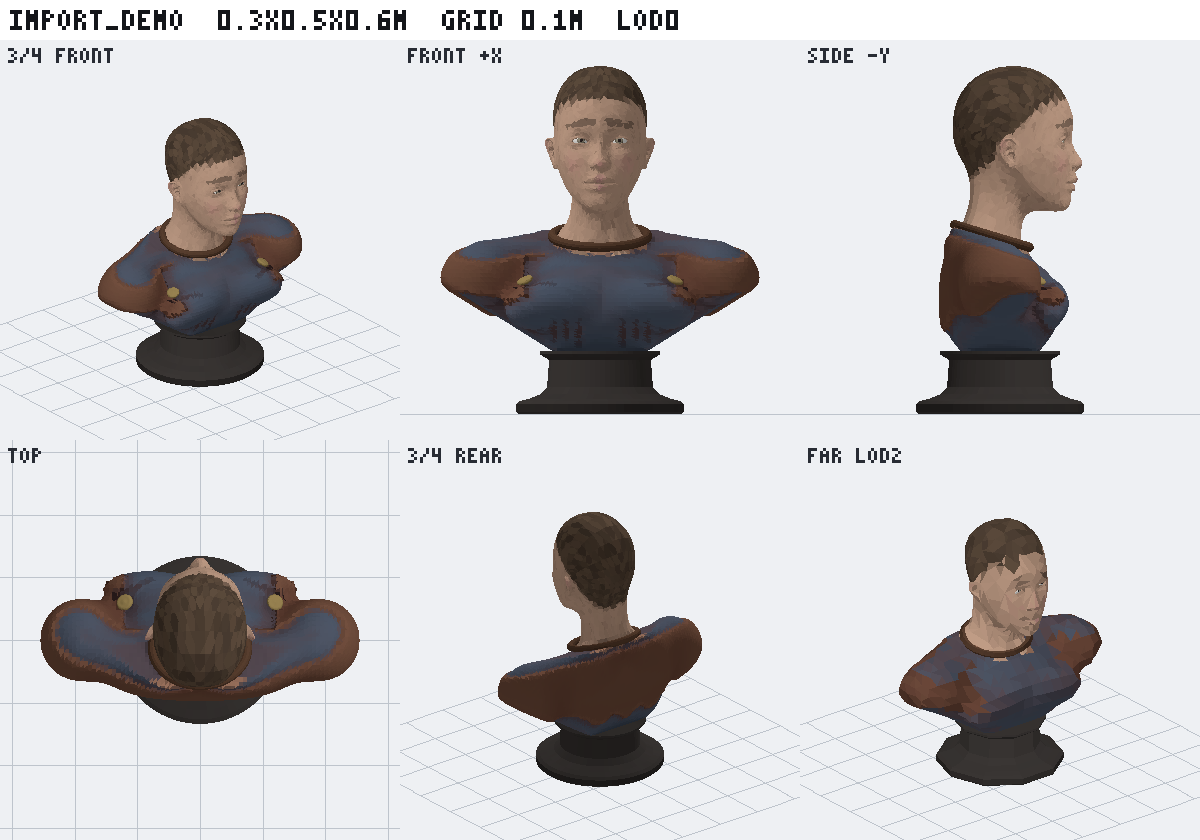 IMPORT_DEMO 0.3X0.5X0.6M GRID 0.1M LOD0
3/4 FRONT
FRONT +X
SIDE -Y
TOP
3/4 REAR
FAR LOD2